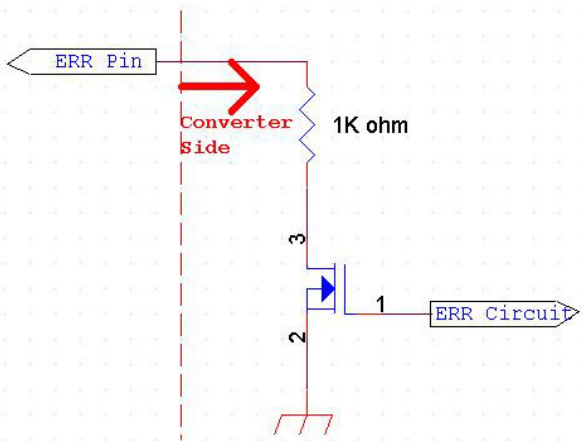 ERR Pin
Converter
Side
1K ohm
3
1
ERR Circuit
2